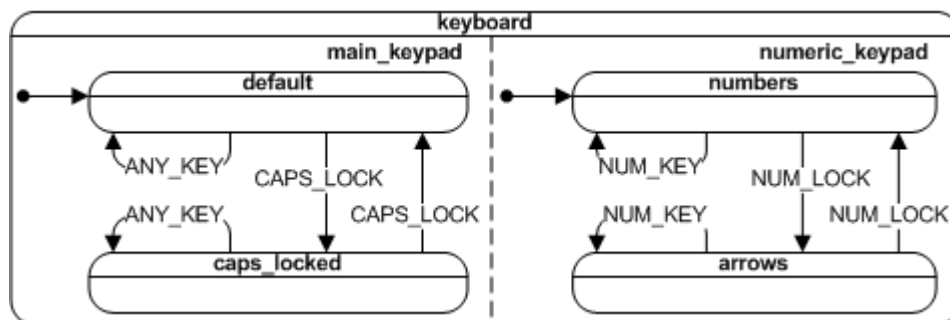 keyboard
main_keypad
numeric_keypad
default
numbers
ANY_KEY
CAPS_LOCK
NUM_KEY
NUM_LOCK
ANY_KEY
CAPS_LOCK
NUM_KEY
NUM_LOCK
caps_locked
arrows